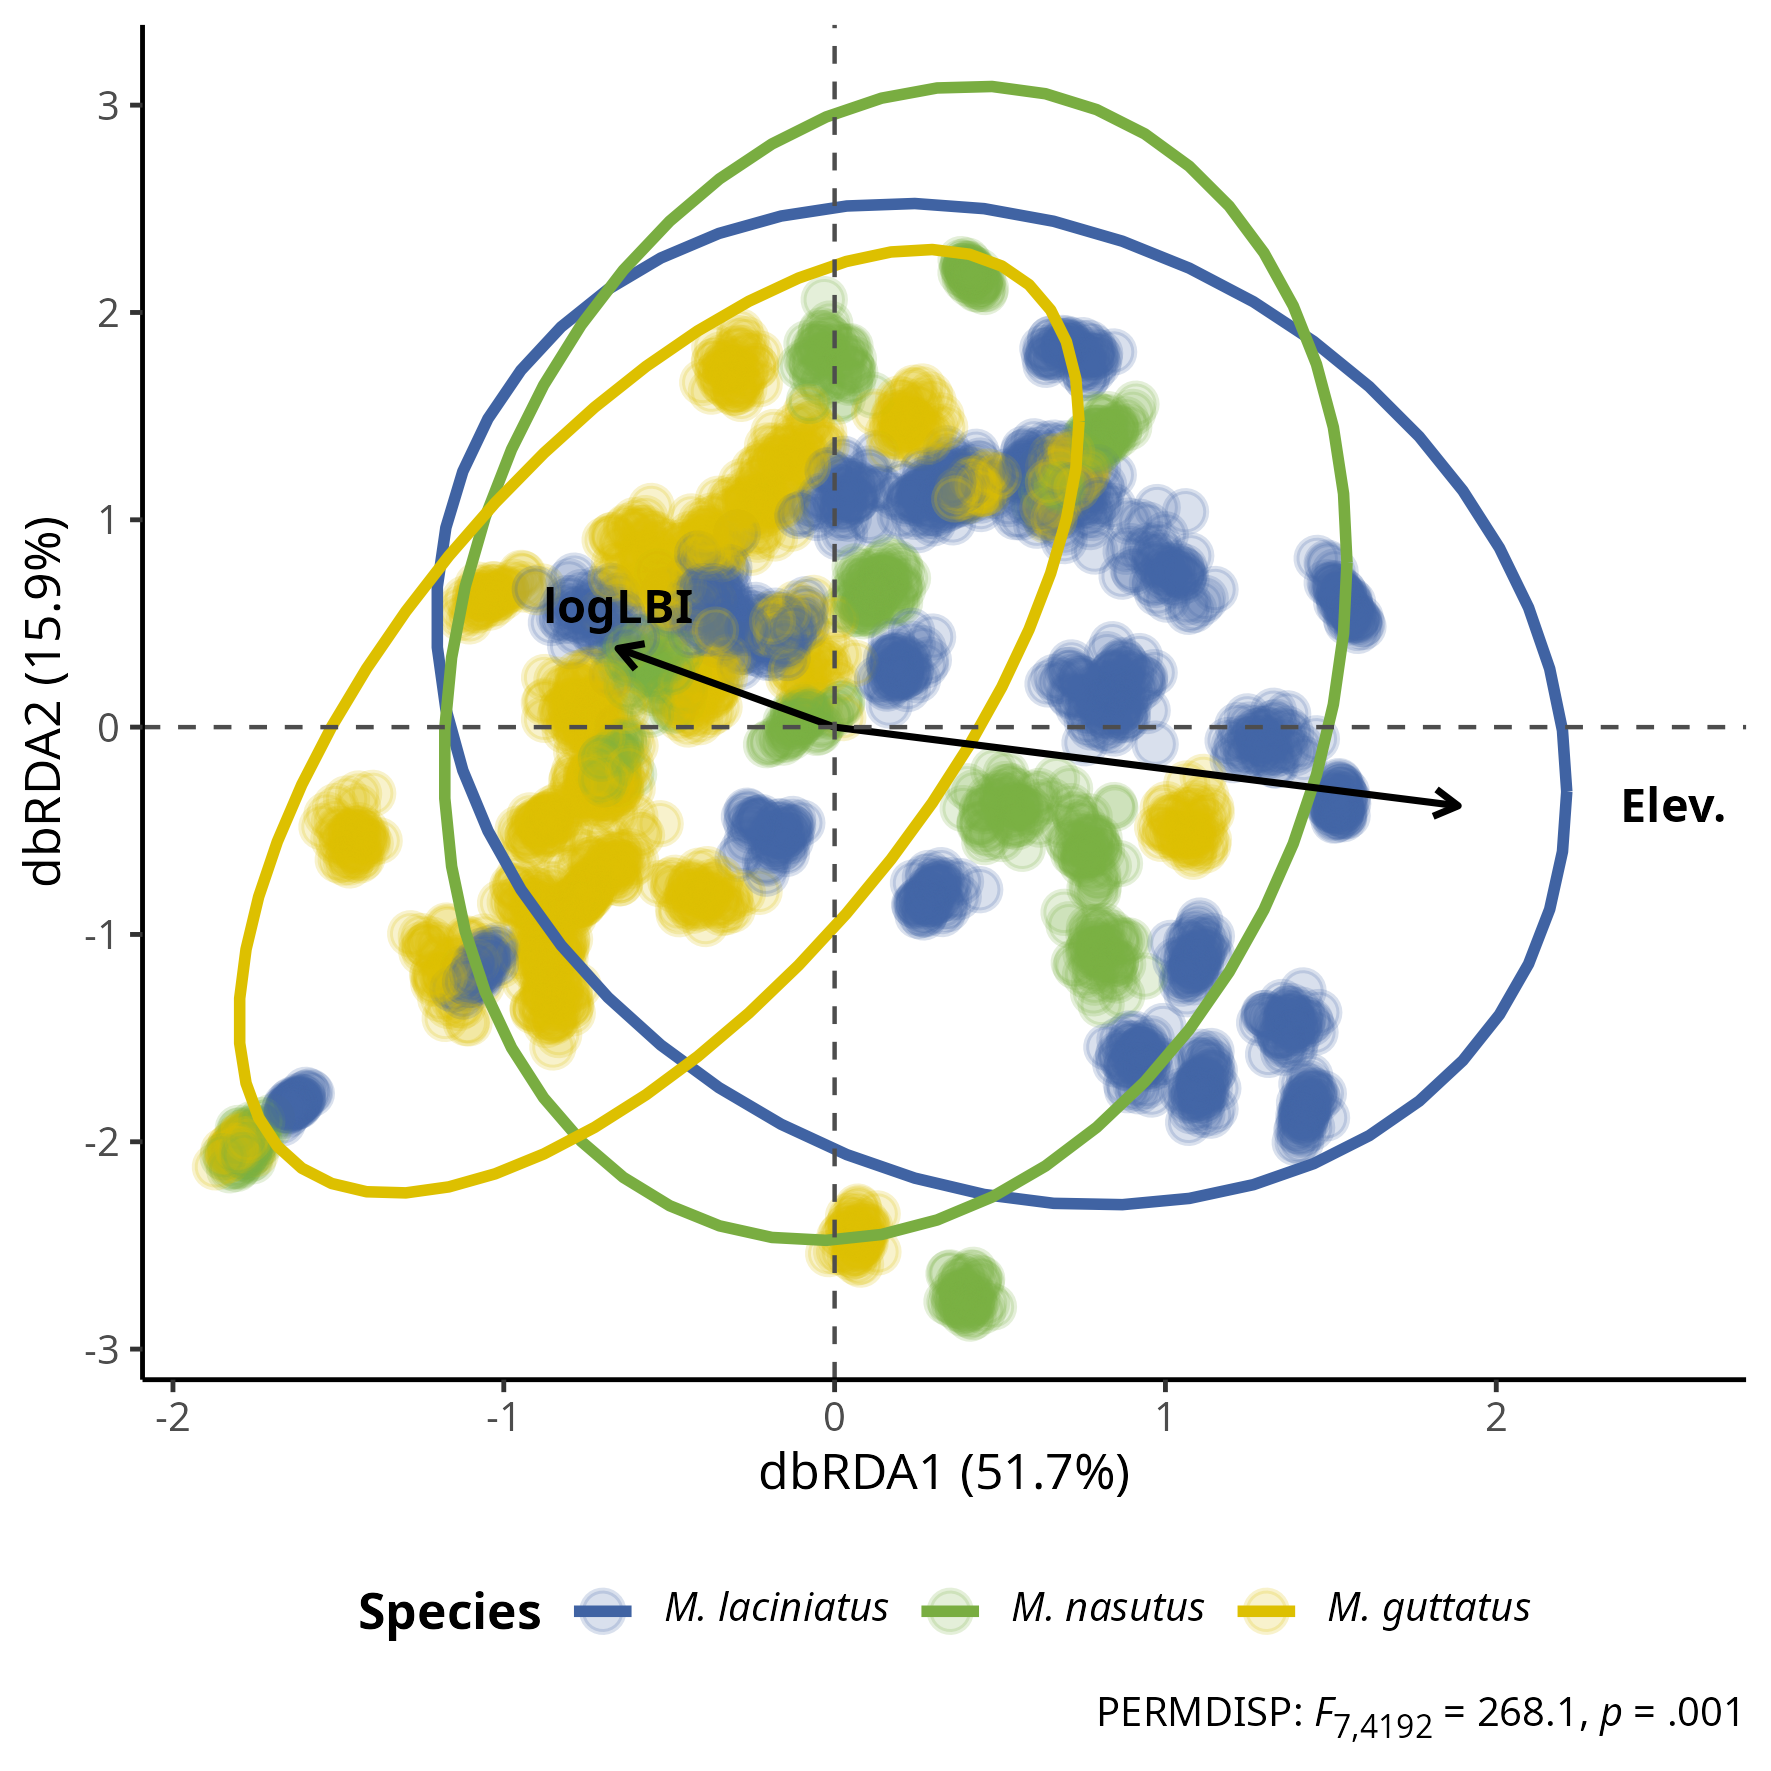 3
2
1
0
-1
-2
-3
dbRDA2 (15.9%)
logLBI
Elev.
-2 -1 0 1 2
dbRDA1 (51.7%)
Species M. laciniatus M. nasutus M. guttatus
PERMDISP: F7,4192 = 268.1, p = .001